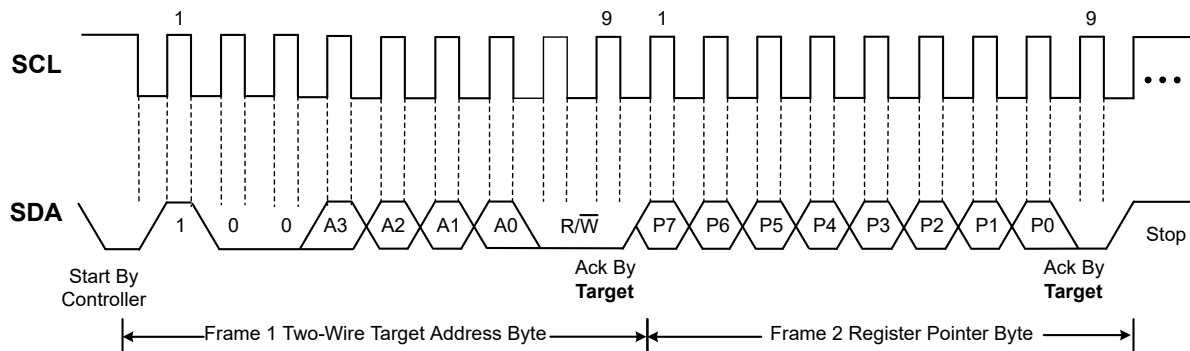 1 9 1 9
SCL
SDA
1 0 0 A3 A2 A1 A0 R/W̅ P7 P6 P5 P4 P3 P2 P1 P0 Stop
Start By
Controller
Ack By
Target
Ack By
Target
Frame 1 Two-Wire Target Address Byte
Frame 2 Register Pointer Byte